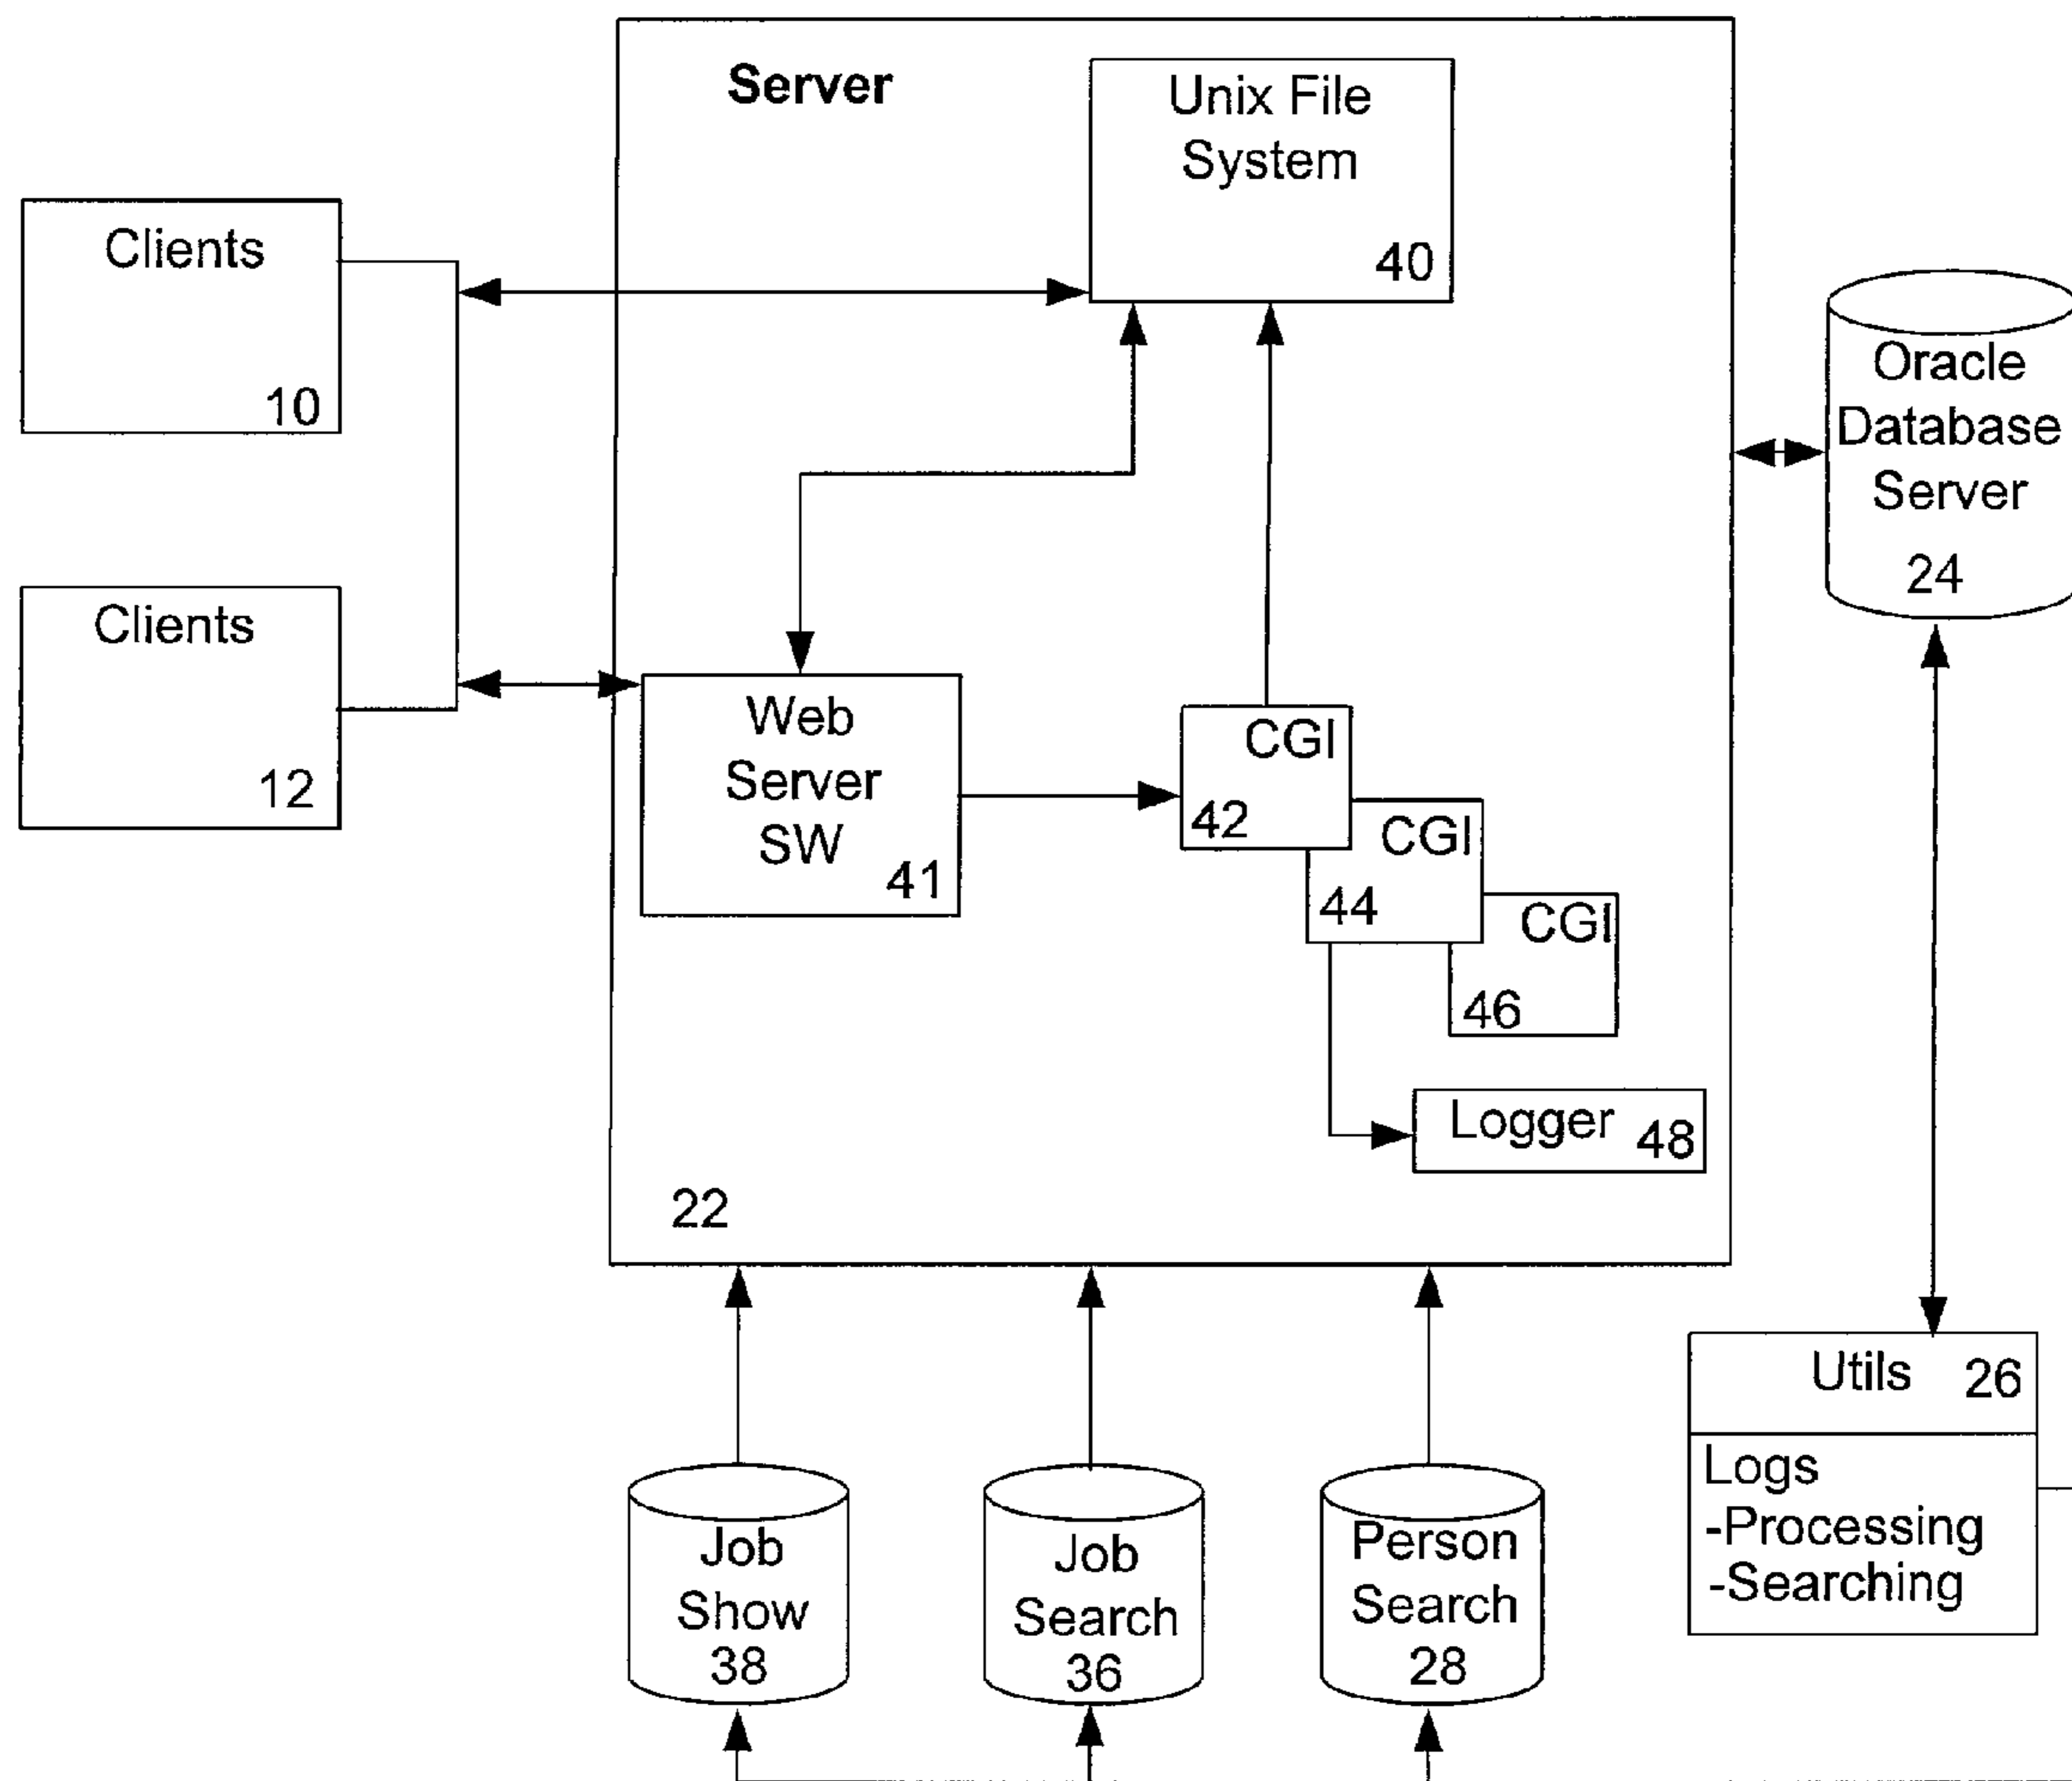 Server
Unix File
System
40
Clients
10
Oracle
Database
Server
24
Clients
12
Web
Server
SW
41
CGI
42
CGI
44
CGI
46
Logger 48
22
Utils 26
Logs
-Processing
-Searching
Job
Show
38
Job
Search
36
Person
Search
28